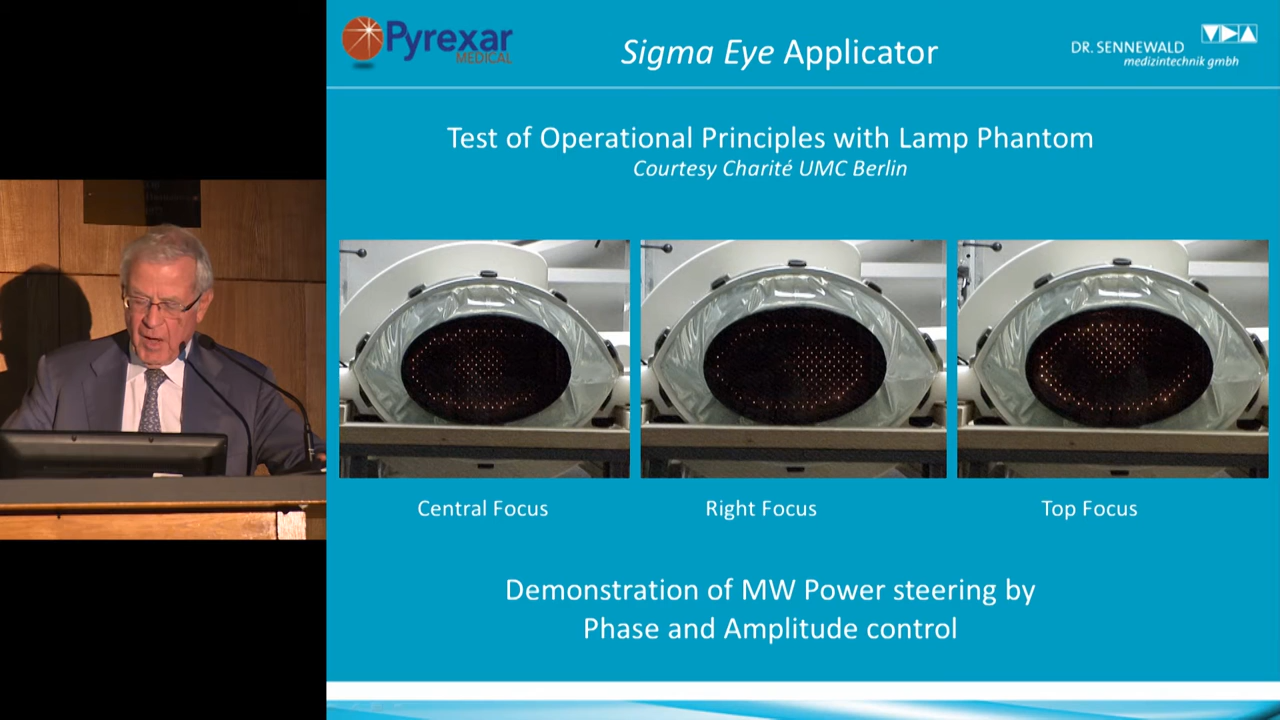 Pyrexar
MEDICAL
Sigma Eye Applicator
DR. SENNEWALD
medizintechnik gmbh
Test of Operational Principles with Lamp Phantom
Courtesy Charité UMC Berlin
Central Focus
Right Focus
Top Focus
Demonstration of MW Power steering by
Phase and Amplitude control